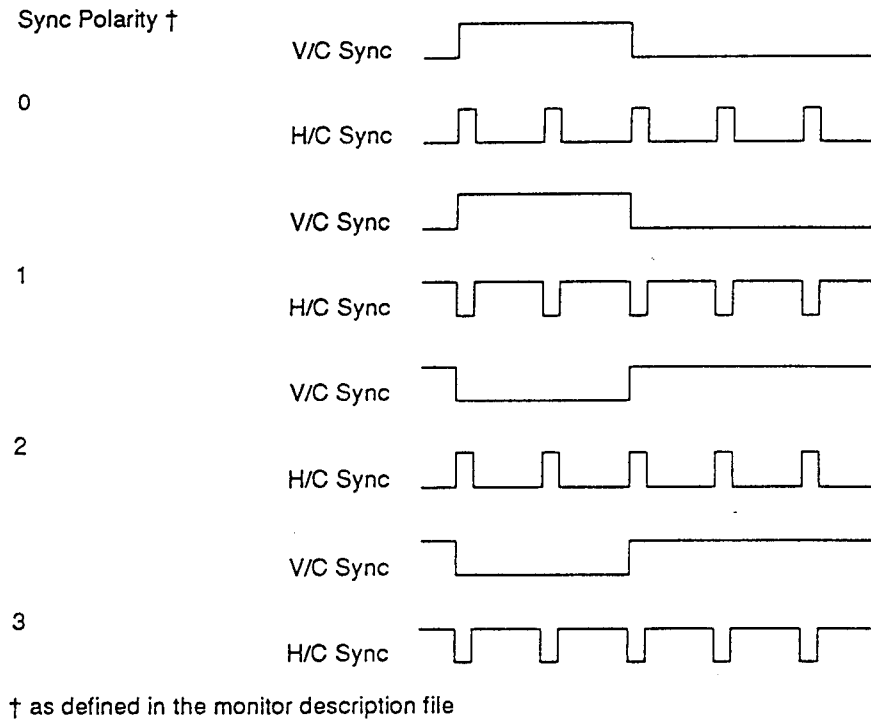 Sync Polarity †
V/C Sync
0
H/C Sync
V/C Sync
1
H/C Sync
V/C Sync
2
H/C Sync
V/C Sync
3
H/C Sync
† as defined in the monitor description file